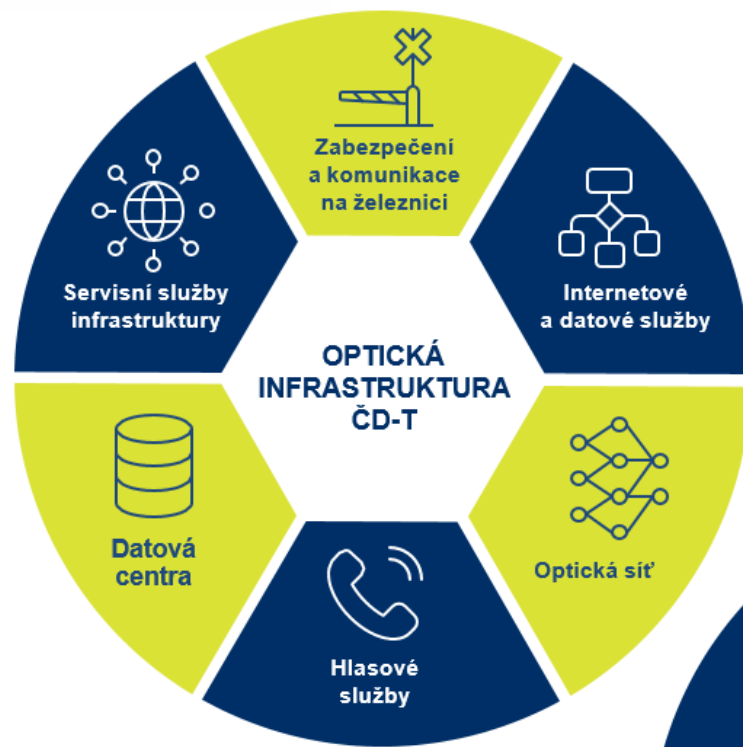 Zabezpečení
a komunikace
na železnici
Servisní služby
infrastruktury
Internetové
a datové služby
OPTICKÁ
INFRASTRUKTURA
ČD-T
Datová
centra
Optická síť
Hlasové
služby